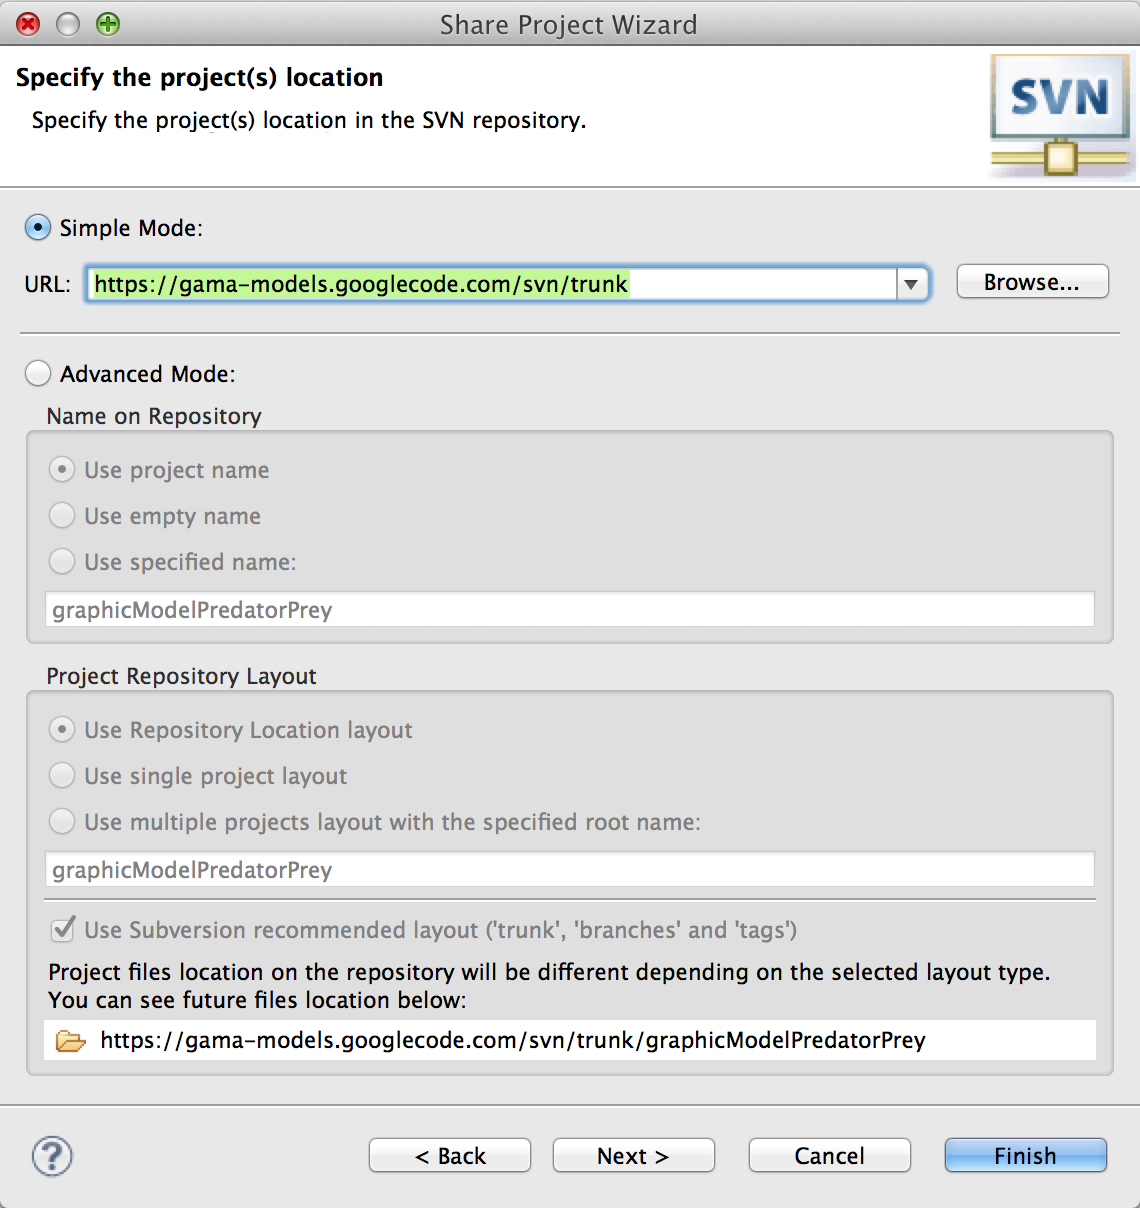 Share Project Wizard
Specify the project(s) location
Specify the project(s) location in the SVN repository.
SVN
Simple Mode:
URL: https://gama-models.googlecode.com/svn/trunk Browse...
Advanced Mode:
Name on Repository
Use project name
Use empty name
Use specified name:
graphicModelPredatorPrey
Project Repository Layout
Use Repository Location layout
Use single project layout
Use multiple projects layout with the specified root name:
graphicModelPredatorPrey
Use Subversion recommended layout ('trunk', 'branches' and 'tags')
Project files location on the repository will be different depending on the selected layout type.
You can see future files location below:
https://gama-models.googlecode.com/svn/trunk/graphicModelPredatorPrey
? < Back Next > Cancel Finish